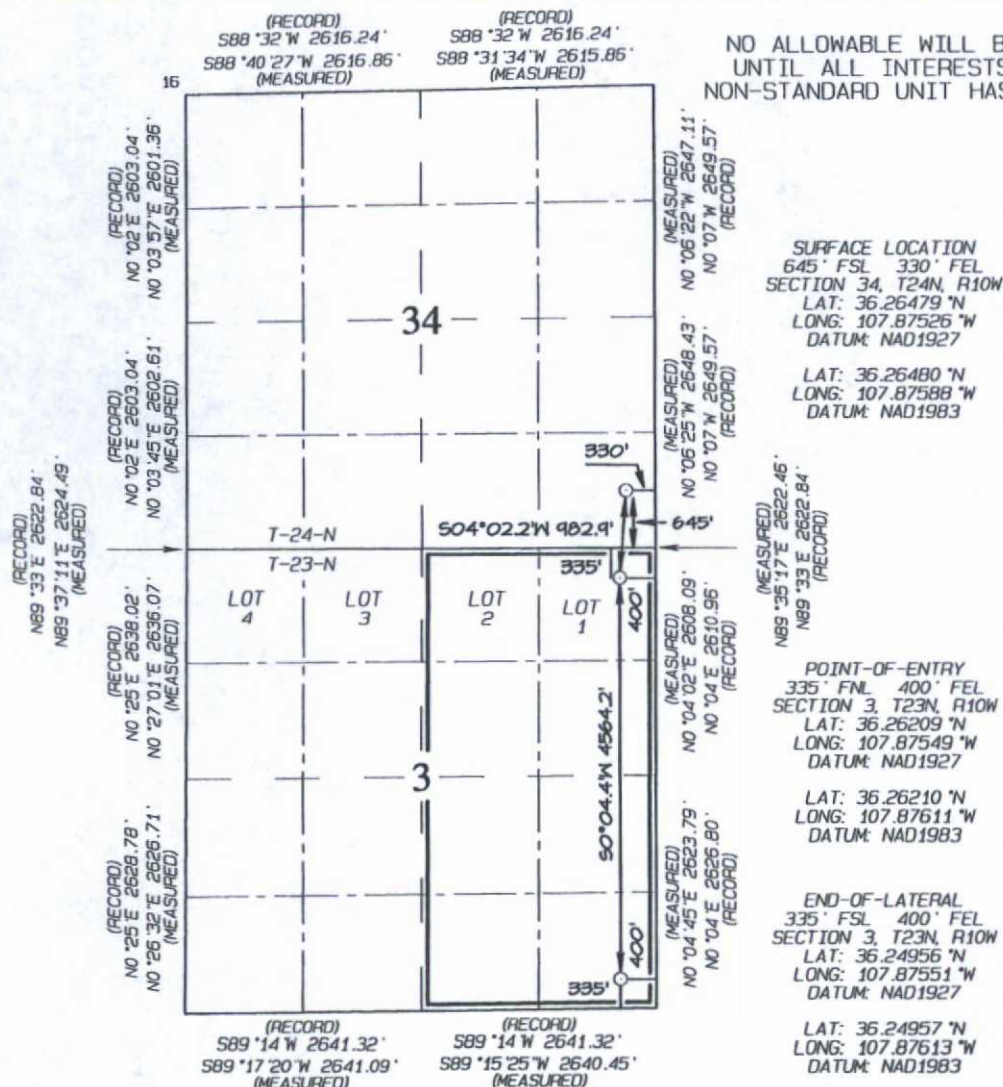 (RECORD)
S88°32'W 2616.24'
S88°40'27"W 2616.86'
(MEASURED)
(RECORD)
S88°32'W 2616.24'
S88°31'34"W 2615.86'
(MEASURED)
NO ALLOWABLE WILL B
UNTIL ALL INTERESTS
NON-STANDARD UNIT HAS
16
(RECORD)
N0°02'E 2603.04'
N0°03'57"E 2601.36'
(MEASURED)
(MEASURED)
N0°06'22"W 2647.11'
N0°07'W 2649.57'
(RECORD)
SURFACE LOCATION
645' FSL 330' FEL
SECTION 34, T24N, R10W
LAT: 36.26479°N
LONG: 107.87526°W
DATUM: NAD1927
LAT: 36.26480°N
LONG: 107.87588°W
DATUM: NAD1983
34
(RECORD)
N0°02'E 2603.04'
N0°03'45"E 2602.61'
(MEASURED)
(MEASURED)
N0°06'25"W 2648.43'
N0°07'W 2649.57'
(RECORD)
330'
645'
S04°02.2'W 982.9'
(RECORD)
N89°33'E 2622.84'
N89°37'11"E 2624.49'
(MEASURED)
T-24-N
T-23-N
(MEASURED)
N89°35'17"E 2622.46'
N89°33'E 2622.84'
(RECORD)
335'
400'
LOT
4
LOT
3
LOT
2
LOT
1
(RECORD)
N0°25'E 2638.02'
N0°27'01"E 2636.07'
(MEASURED)
(MEASURED)
N0°04'02"E 2608.09'
N0°04'E 2610.96'
(RECORD)
POINT-OF-ENTRY
335' FNL 400' FEL
SECTION 3, T23N, R10W
LAT: 36.26209°N
LONG: 107.87549°W
DATUM: NAD1927
LAT: 36.26210°N
LONG: 107.87611°W
DATUM: NAD1983
S0°04.4'W 4564.2'
3
(RECORD)
N0°25'E 2628.78'
N0°26'32"E 2626.71'
(MEASURED)
(MEASURED)
N0°04'45"E 2623.79'
N0°04'E 2626.80'
(RECORD)
400'
335'
END-OF-LATERAL
335' FSL 400' FEL
SECTION 3, T23N, R10W
LAT: 36.24956°N
LONG: 107.87551°W
DATUM: NAD1927
LAT: 36.24957°N
LONG: 107.87613°W
DATUM: NAD1983
(RECORD)
S89°14'W 2641.32'
S89°17'20"W 2641.09'
(MEASURED)
(RECORD)
S89°14'W 2641.32'
S89°15'25"W 2640.45'
(MEASURED)